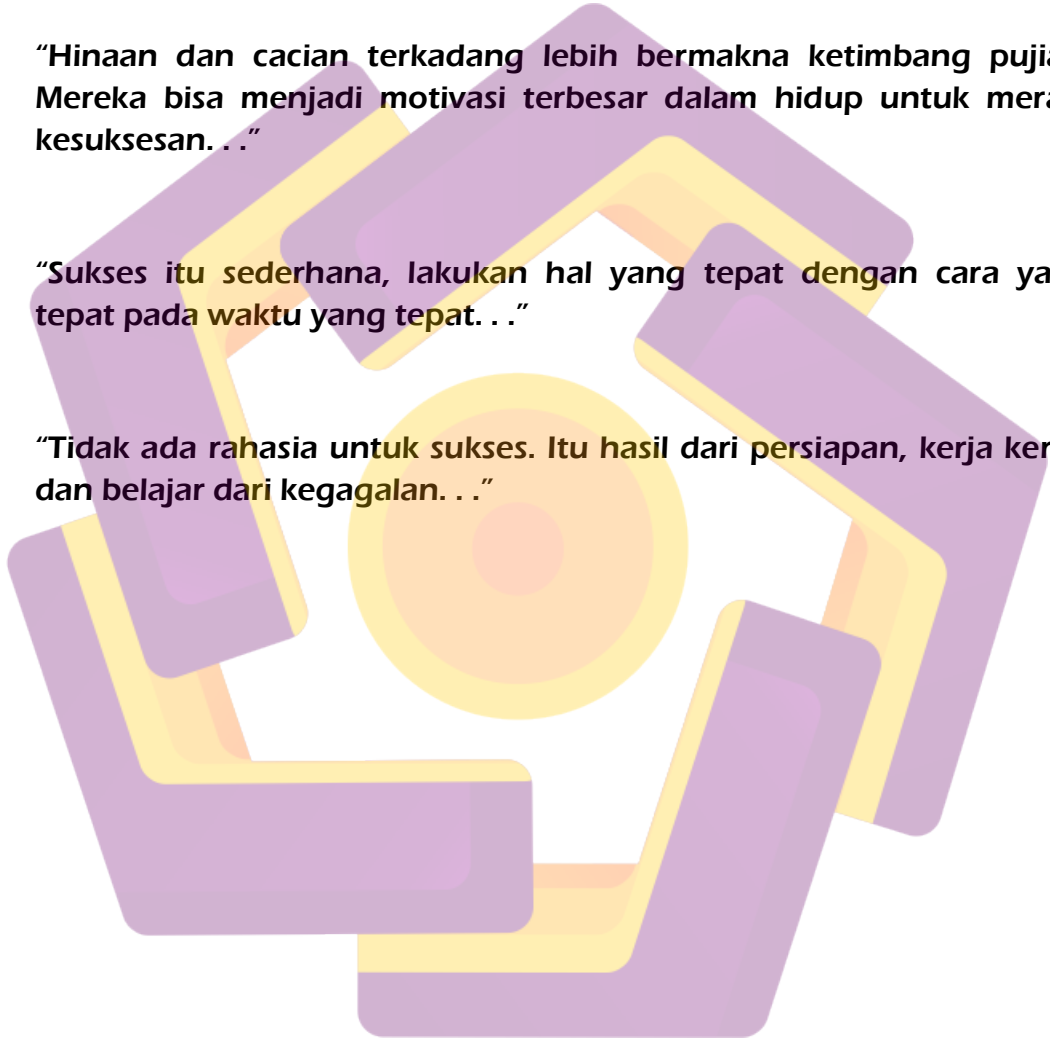 “Hinaan dan cacian terkadang lebih bermakna ketimbang
Mereka bisa menjadi motivasi terbesar dalam hidup untuk
kesuksesan. . .”
“Sukses itu sederhana, lakukan hal yang tepat dengan cara
tepat pada waktu yang tepat. . .”
“Tidak ada rahasia untuk sukses. Itu hasil dari persiapan, kerja
dan belajar dari kegagalan. . .”